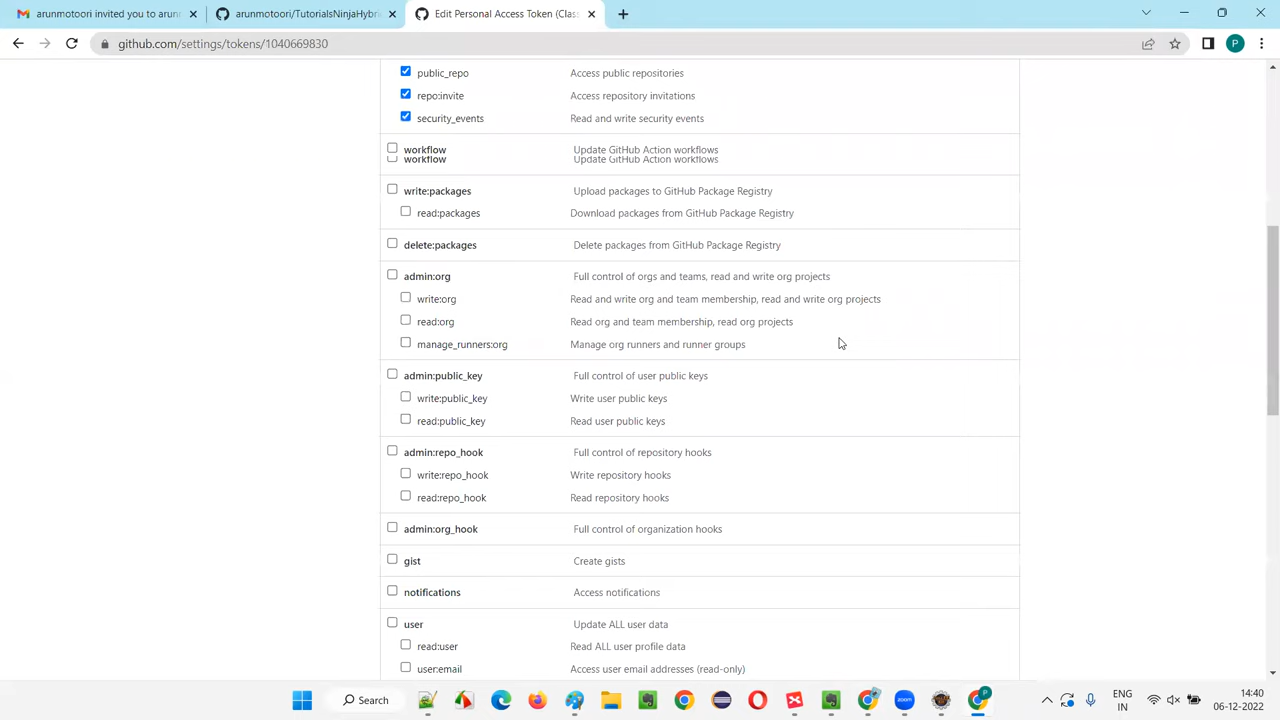 arunmotoori invited you to arunm
arunmotoori/TutorialsNinjaHybri
Edit Personal Access Token (Clas
github.com/settings/tokens/1040669830
P
public_repo Access public repositories
repo:invite Access repository invitations
security_events Read and write security events
workflow Update GitHub Action workflows
workflow Update GitHub Action workflows
write:packages Upload packages to GitHub Package Registry
read:packages Download packages from GitHub Package Registry
delete:packages Delete packages from GitHub Package Registry
admin:org Full control of orgs and teams, read and write org projects
write:org Read and write org and team membership, read and write org projects
read:org Read org and team membership, read org projects
manage_runners:org Manage org runners and runner groups
admin:public_key Full control of user public keys
write:public_key Write user public keys
read:public_key Read user public keys
admin:repo_hook Full control of repository hooks
write:repo_hook Write repository hooks
read:repo_hook Read repository hooks
admin:org_hook Full control of organization hooks
gist Create gists
notifications Access notifications
user Update ALL user data
read:user Read ALL user profile data
user:email Access user email addresses (read-only)
Search
P
ENG
IN
14:40
06-12-2022